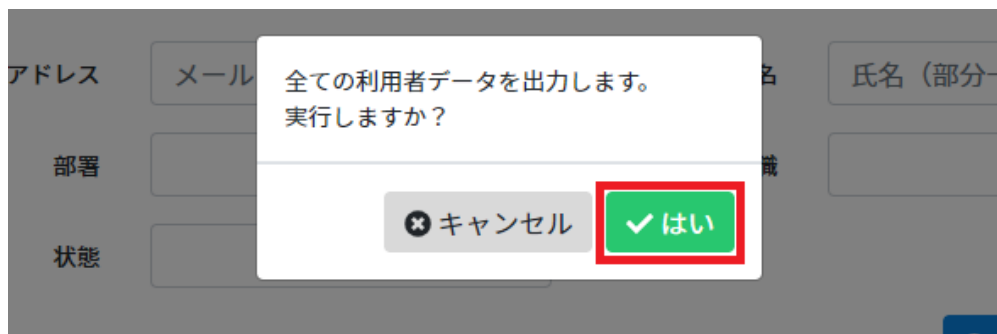 アドレス
メール
名
氏名（部分一
全ての利用者データを出力します。
実行しますか？
部署
職
キャンセル
はい
状態